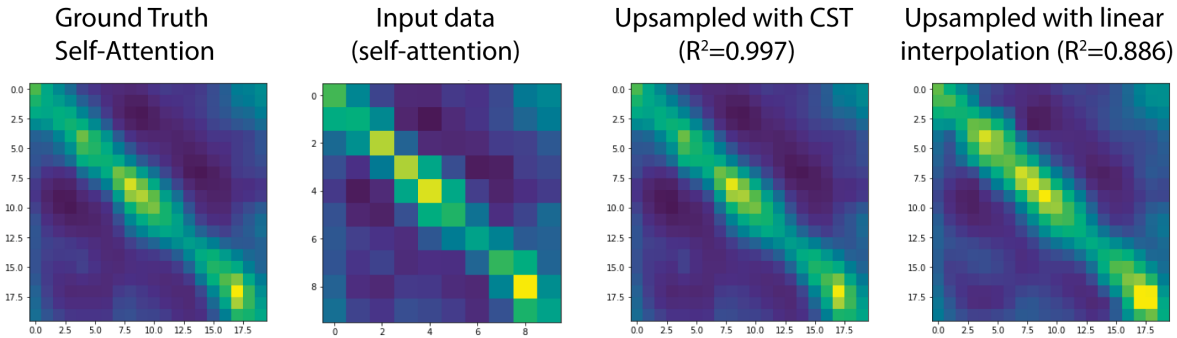 Ground Truth
Self-Attention
Input data
(self-attention)
Upsampled with CST
(R²=0.997)
Upsampled with linear
interpolation (R²=0.886)
0.0
2.5
5.0
7.5
10.0
12.5
15.0
17.5
0.0 2.5 5.0 7.5 10.0 12.5 15.0 17.5
0
2
4
6
8
0 2 4 6 8
0.0
2.5
5.0
7.5
10.0
12.5
15.0
17.5
0.0 2.5 5.0 7.5 10.0 12.5 15.0 17.5
0.0
2.5
5.0
7.5
10.0
12.5
15.0
17.5
0.0 2.5 5.0 7.5 10.0 12.5 15.0 17.5